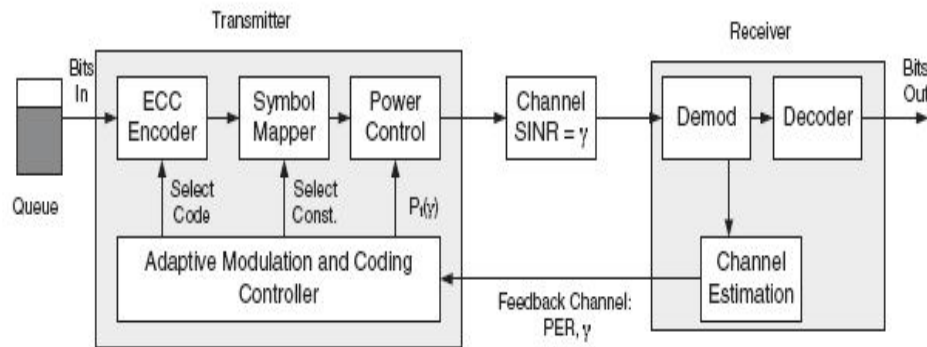 Transmitter
Receiver
Bits
In
Queue
ECC
Encoder
Symbol
Mapper
Power
Control
Channel
SINR = γ
Demod
Decoder
Bits
Out
Select
Code
Select
Const.
Pₜ(γ)
Adaptive Modulation and Coding
Controller
Channel
Estimation
Feedback Channel:
PER, γ